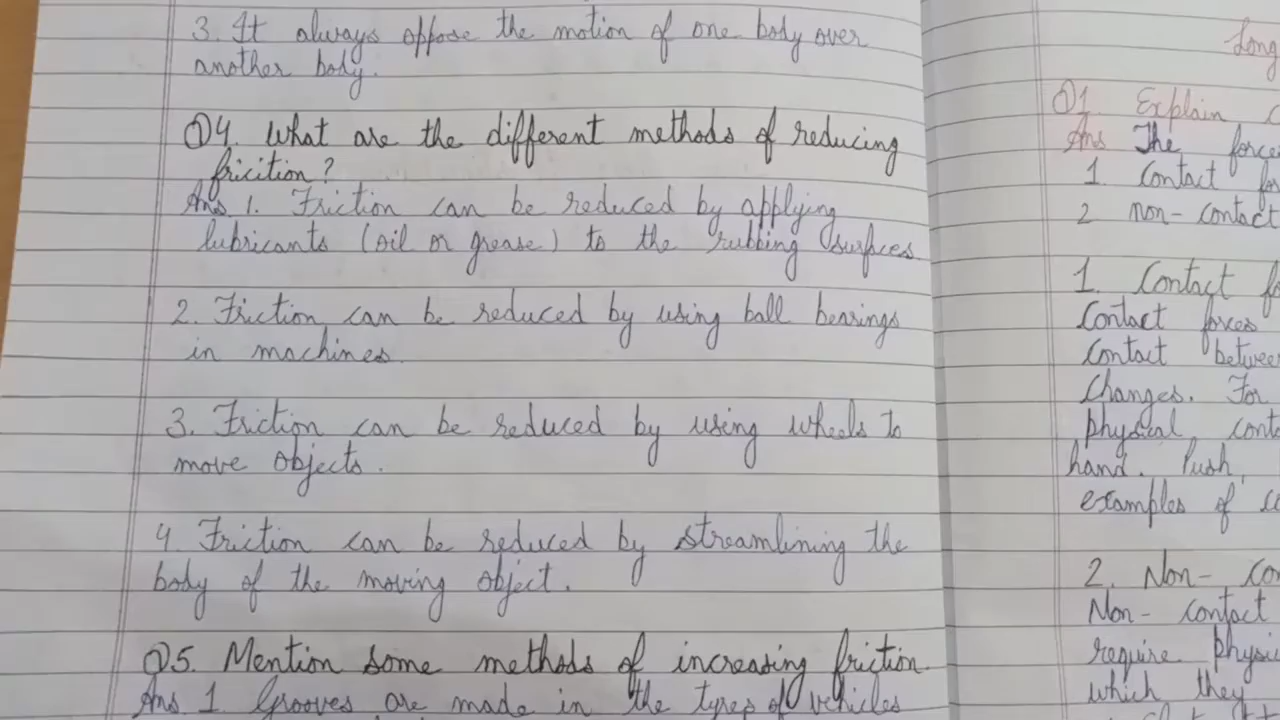 3. It always oppose the motion of one body over
another body.
Q4. What are the different methods of reducing
fricition?
Ans 1. Friction can be reduced by applying
lubricants (oil or grease) to the rubbing surfaces
2. Friction can be reduced by using ball bearings
in machines.
3. Friction can be reduced by using wheels to
move objects.
4. Friction can be reduced by streamlining the
body of the moving object.
Q5. Mention some methods of increasing friction.
Ans 1 Grooves are made in the tyres of vehicles
Long
Q1 Explain
Ans The force
1 Contact
2 non-contact
1. Contact
Contact forces
contact betwee
Changes. For
physical
hand. Push,
examples of
2. Non-
Non-contact
require physi
which they